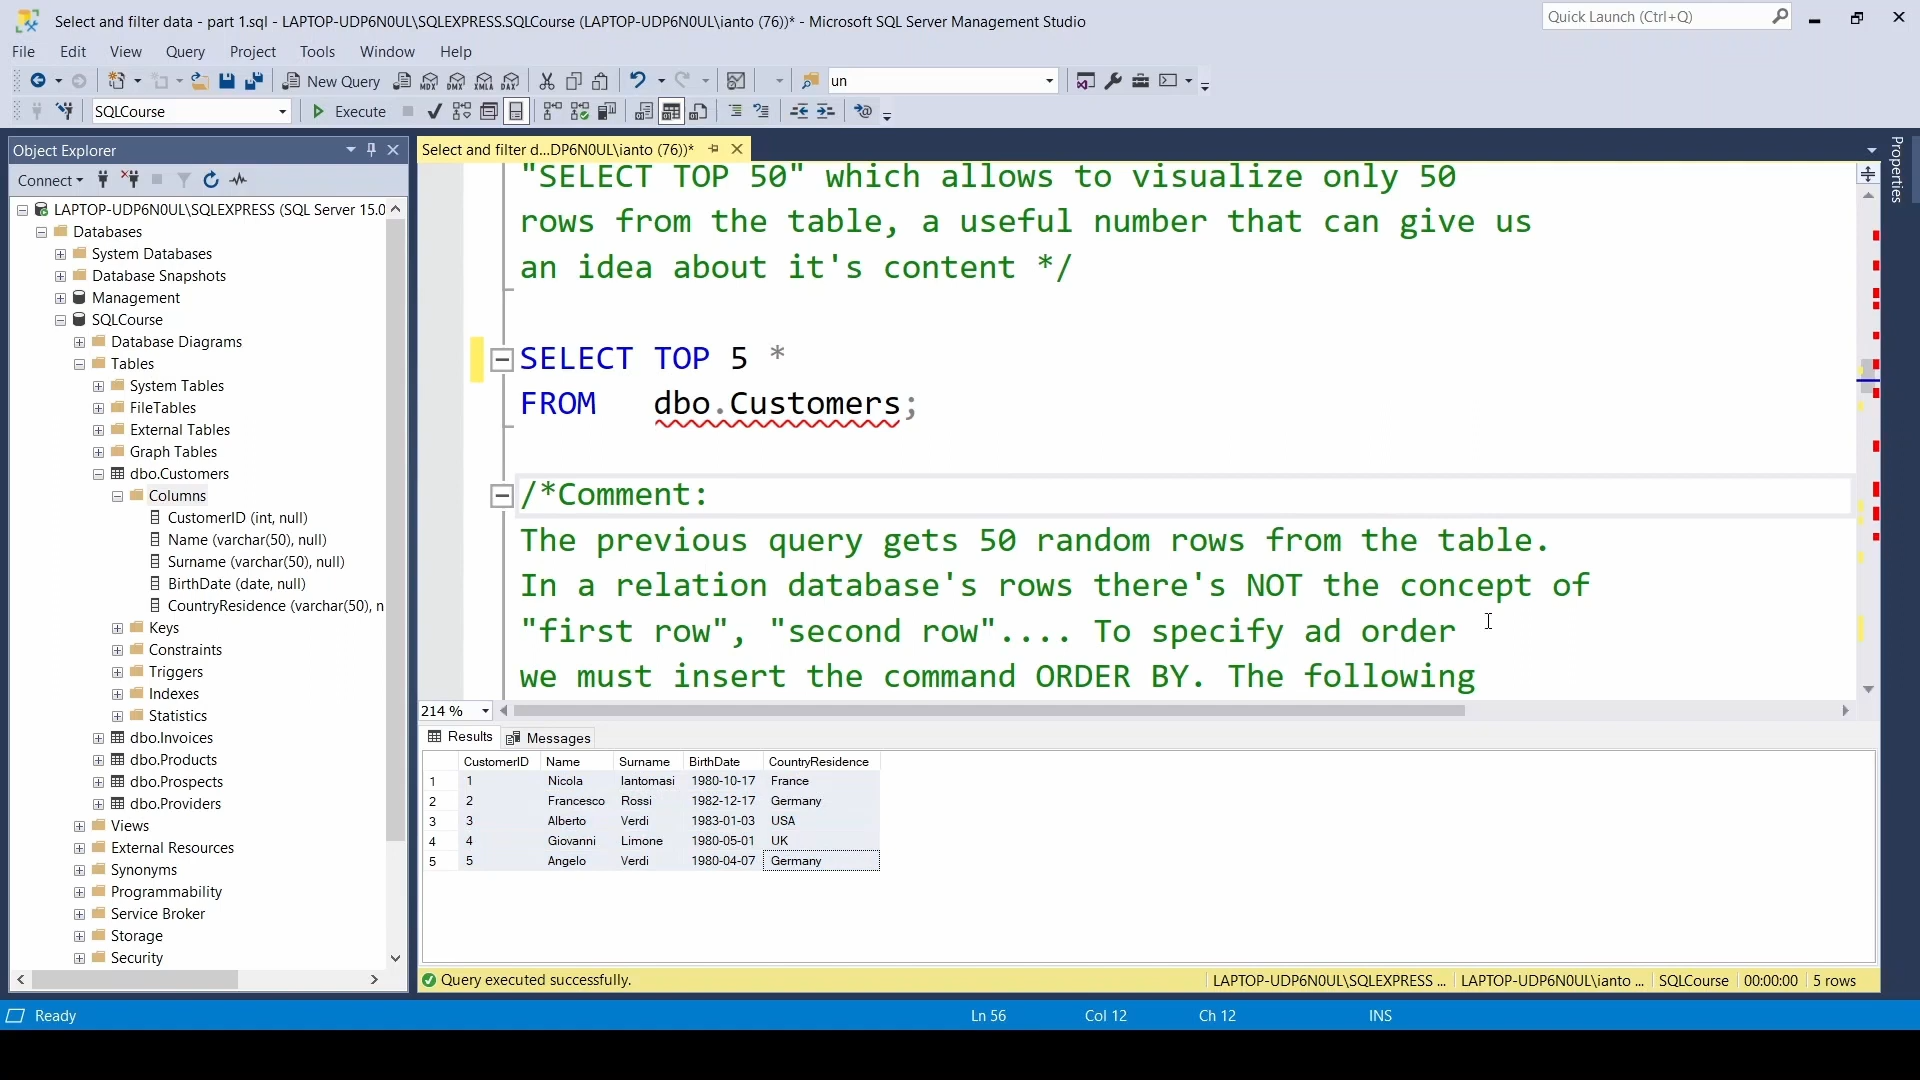 Select and filter data - part 1.sql - LAPTOP-UDP6N0UL\SQLEXPRESS.SQLCourse (LAPTOP-UDP6N0UL\ianto (76))* - Microsoft SQL Server Management Studio
Quick Launch (Ctrl+Q)
File Edit View Query Project Tools Window Help
New Query MDX DMX XMLA DAX un
SQLCourse Execute
Object Explorer
Connect
LAPTOP-UDP6N0UL\SQLEXPRESS (SQL Server 15.0
Databases
System Databases
Database Snapshots
Management
SQLCourse
Database Diagrams
Tables
System Tables
FileTables
External Tables
Graph Tables
dbo.Customers
Columns
CustomerID (int, null)
Name (varchar(50), null)
Surname (varchar(50), null)
BirthDate (date, null)
CountryResidence (varchar(50), n
Keys
Constraints
Triggers
Indexes
Statistics
dbo.Invoices
dbo.Products
dbo.Prospects
dbo.Providers
Views
External Resources
Synonyms
Programmability
Service Broker
Storage
Security
Select and filter d...DP6N0UL\ianto (76))*
"SELECT TOP 50" which allows to visualize only 50
rows from the table, a useful number that can give us
an idea about it's content */
SELECT TOP 5 *
FROM   dbo.Customers;
/*Comment:
The previous query gets 50 random rows from the table.
In a relation database's rows there's NOT the concept of
"first row", "second row".... To specify ad order
we must insert the command ORDER BY. The following
214 %
Results Messages
CustomerID Name Surname BirthDate CountryResidence
1 1 Nicola Iantomasi 1980-10-17 France
2 2 Francesco Rossi 1982-12-17 Germany
3 3 Alberto Verdi 1983-01-03 USA
4 4 Giovanni Limone 1980-05-01 UK
5 5 Angelo Verdi 1980-04-07 Germany
Query executed successfully. LAPTOP-UDP6N0UL\SQLEXPRESS ... LAPTOP-UDP6N0UL\ianto ... SQLCourse 00:00:00 5 rows
Properties
Ready Ln 56 Col 12 Ch 12 INS